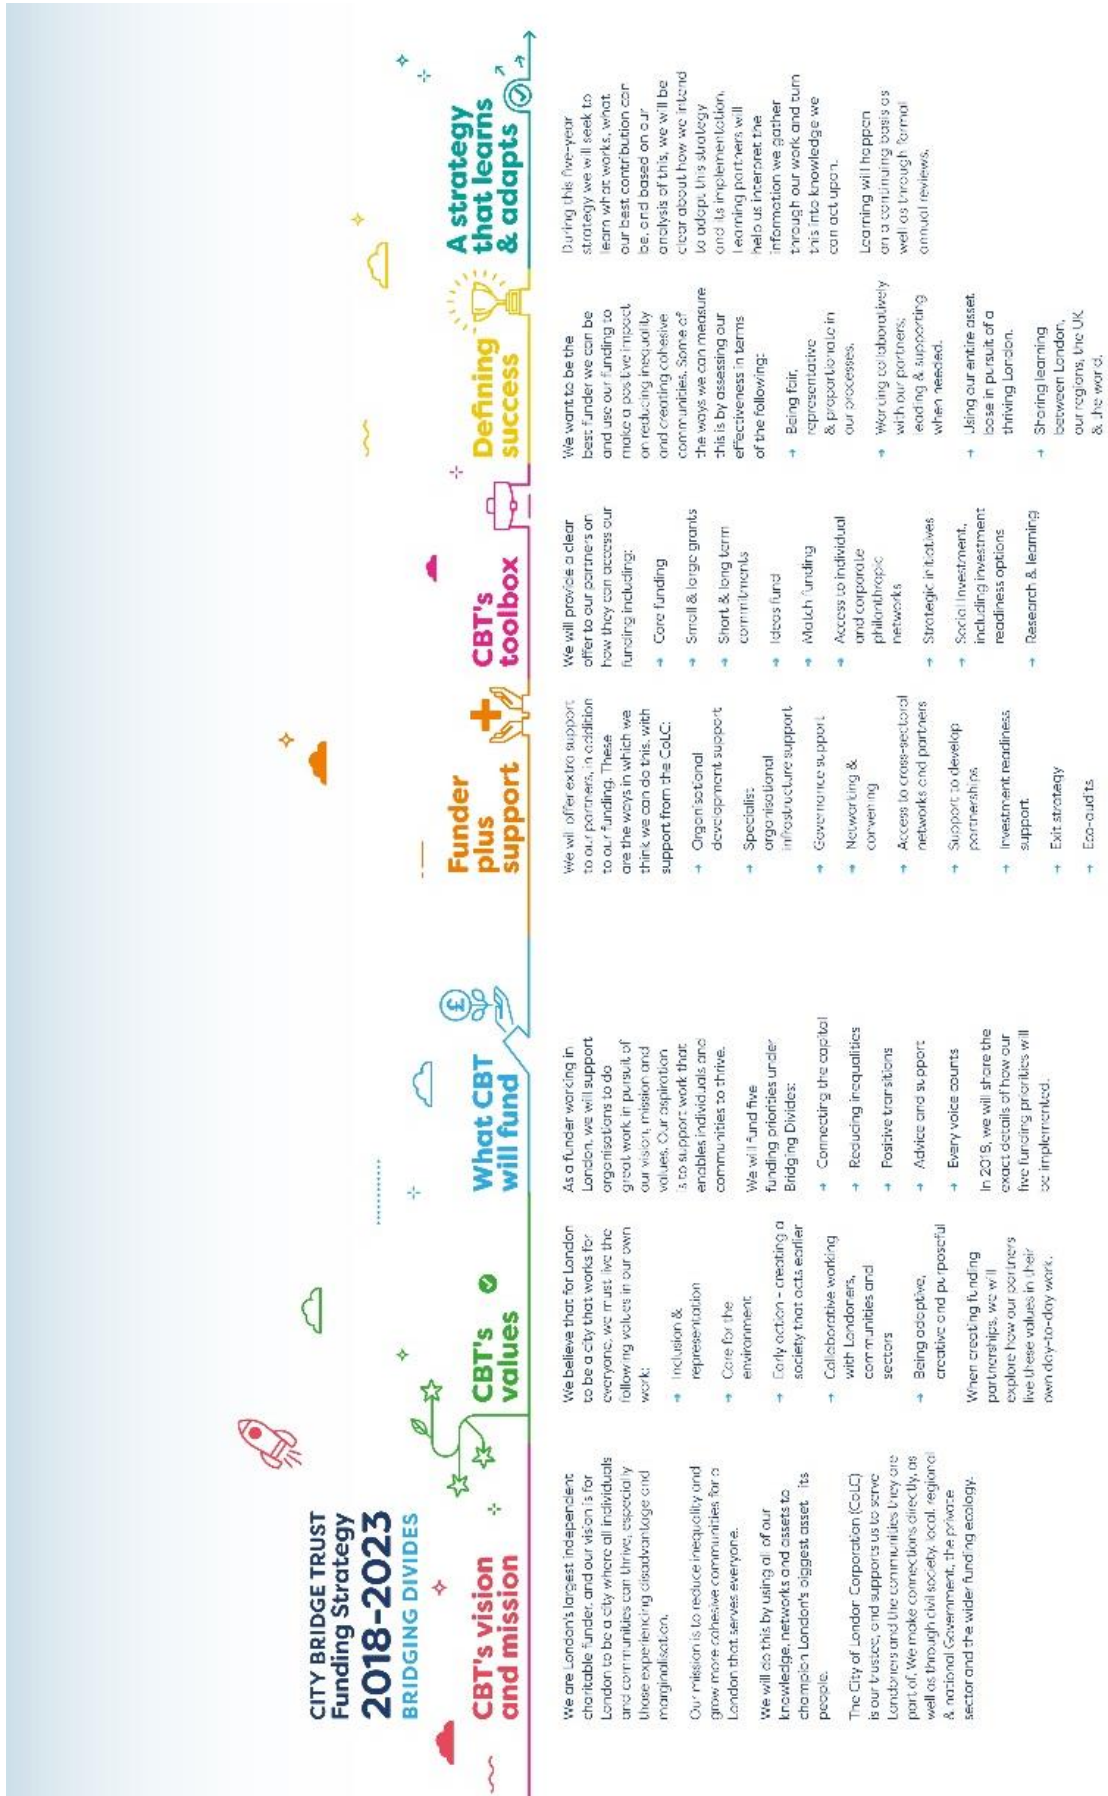 CITY BRIDGE TRUST
Funding Strategy
2018–2023
BRIDGING DIVIDES
CBT's vision
and mission
We are London's largest independent
charitable funder, and our vision is for
London to be a city where all individuals
and communities can thrive, especially
those experiencing disadvantage and
marginalisation.
Our mission is to reduce inequality and
grow more cohesive communities for a
London that serves everyone.
We will do this by using all of our
knowledge, networks and assets to
champion London's biggest asset its
people.
The City of London Corporation (CoLC)
is our trustee, and supports us to serve
Londoners and the communities they are
part of. We make connections directly, as
well as through civil society, local, regional
& national Government, the private
sector and the wider funding ecology.
CBT's
values
We believe that for London
to be a city that works for
everyone, we must live the
following values in our own
work:
→ Inclusion &
representation
→ Care for the
environment
→ Early action – creating a
society that acts earlier
→ Collaborative working
with Londoners,
communities and
sectors
→ Being adaptive,
creative and purposeful
When creating funding
partnerships, we will
explore how our partners
live these values in their
own day-to-day work.
What CBT
will fund
£
As a funder working in
London, we will support
organisations to do
great work in pursuit of
our vision, mission and
values. Our aspiration
is to support work that
enables individuals and
communities to thrive.
We will fund five
funding priorities under
Bridging Divides:
→ Connecting the capital
→ Reducing inequalities
→ Positive transitions
→ Advice and support
→ Every voice counts
In 2018, we will share the
exact details of how our
five funding priorities will
be implemented.
Funder
plus
support
We will offer extra support
to our partners, in addition
to our funding. These
are the ways in which we
think we can do this, with
support from the CoLC:
→ Organisational
development support
→ Specialist
organisational
infrastructure support
→ Governance support
→ Networking &
convening
→ Access to cross-sectoral
networks and partners
→ Support to develop
partnerships
→ Investment readiness
support
→ Exit strategy
→ Eco-audits
CBT's
toolbox
We will provide a clear
offer to our partners on
how they can access our
funding including:
→ Core funding
→ Small & large grants
→ Short & long term
commitments
→ Ideas fund
→ Match funding
→ Access to individual
and corporate
philanthropic
networks
→ Strategic initiatives
→ Social Investment,
including investment
readiness options
→ Research & learning
Defining
success
We want to be the
best funder we can be
and use our funding to
make a positive impact
on reducing inequality
and creating cohesive
communities. Some of
the ways we can measure
this is by assessing our
effectiveness in terms
of the following:
→ Being fair,
representative
& proportionate in
our processes.
→ Working collaboratively
with our partners;
leading & supporting
when needed.
→ Using our entire asset
base in pursuit of a
thriving London.
→ Sharing learning
between London,
our regions, the UK
& the world.
A strategy
that learns
& adapts
During this five-year
strategy we will seek to
learn what works, what
our best contribution can
be, and based on our
analysis of this, we will be
clear about how we intend
to adapt this strategy
and its implementation.
Learning partners will
help us interpret the
information we gather
through our work and turn
this into knowledge we
can act upon.
Learning will happen
on a continuing basis as
well as through formal
annual reviews.